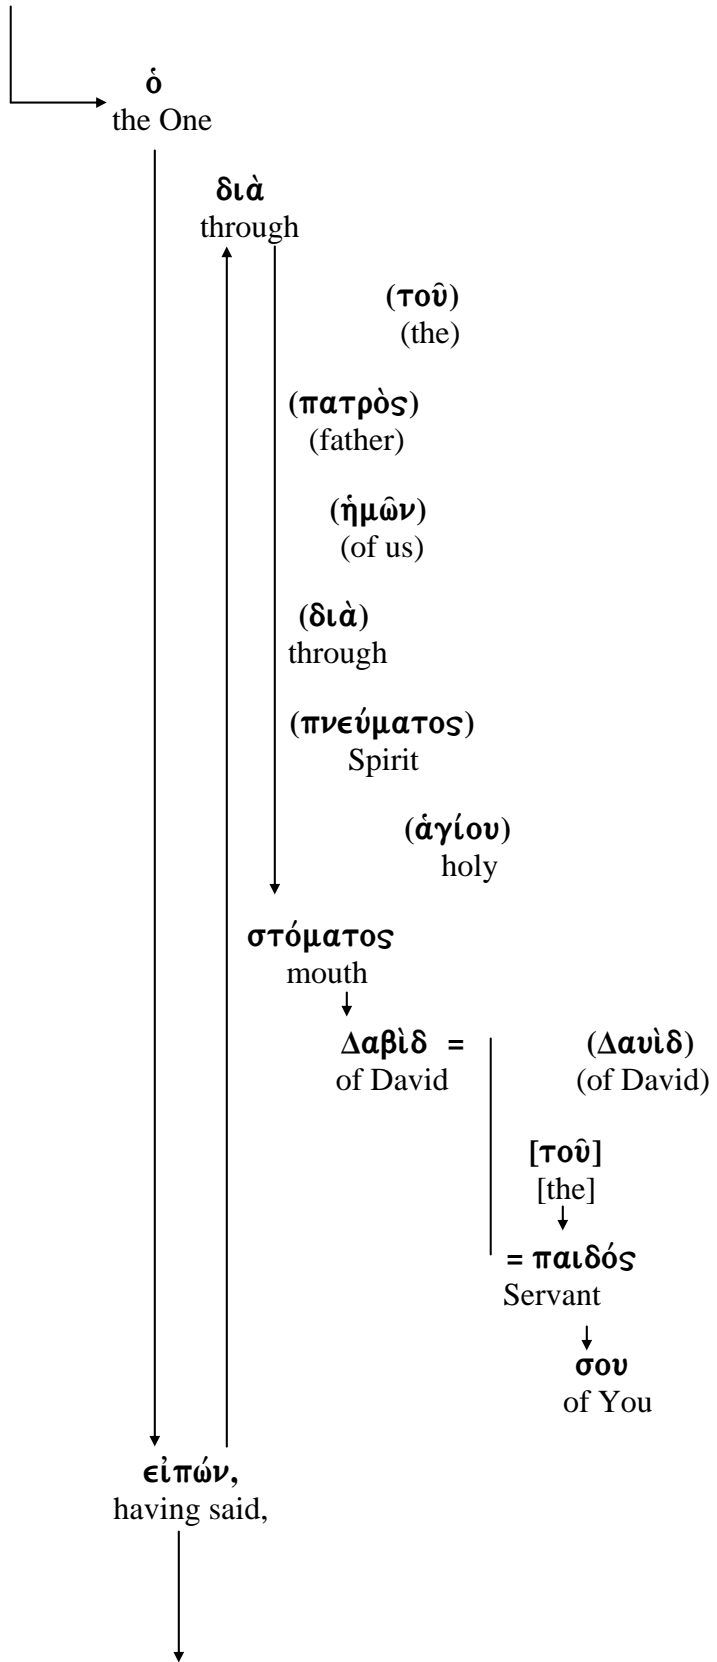 ὁ
the One
διὰ
through
(τοῦ)
(the)
(πατρὸς)
(father)
(ἡμῶν)
(of us)
(διὰ)
through
(πνεύματος)
Spirit
(ἁγίου)
holy
στόματος
mouth
Δαβὶδ = (Δαυὶδ)
of David (of David)
[τοῦ]
[the]
= παιδός
Servant
σου
of You
εἰπών,
having said,